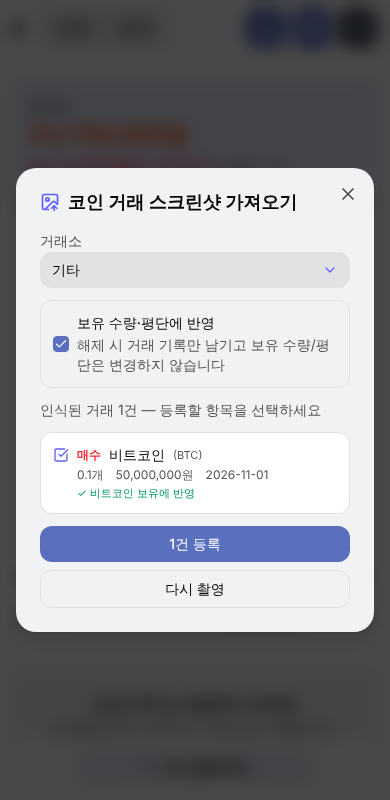 코인 거래 스크린샷 가져오기
거래소
기타
보유 수량·평단에 반영
해제 시 거래 기록만 남기고 보유 수량/평
단은 변경하지 않습니다
인식된 거래 1건 — 등록할 항목을 선택하세요
매수 비트코인 (BTC)
0.1개 50,000,000원 2026-11-01
✓ 비트코인 보유에 반영
1건 등록
다시 촬영